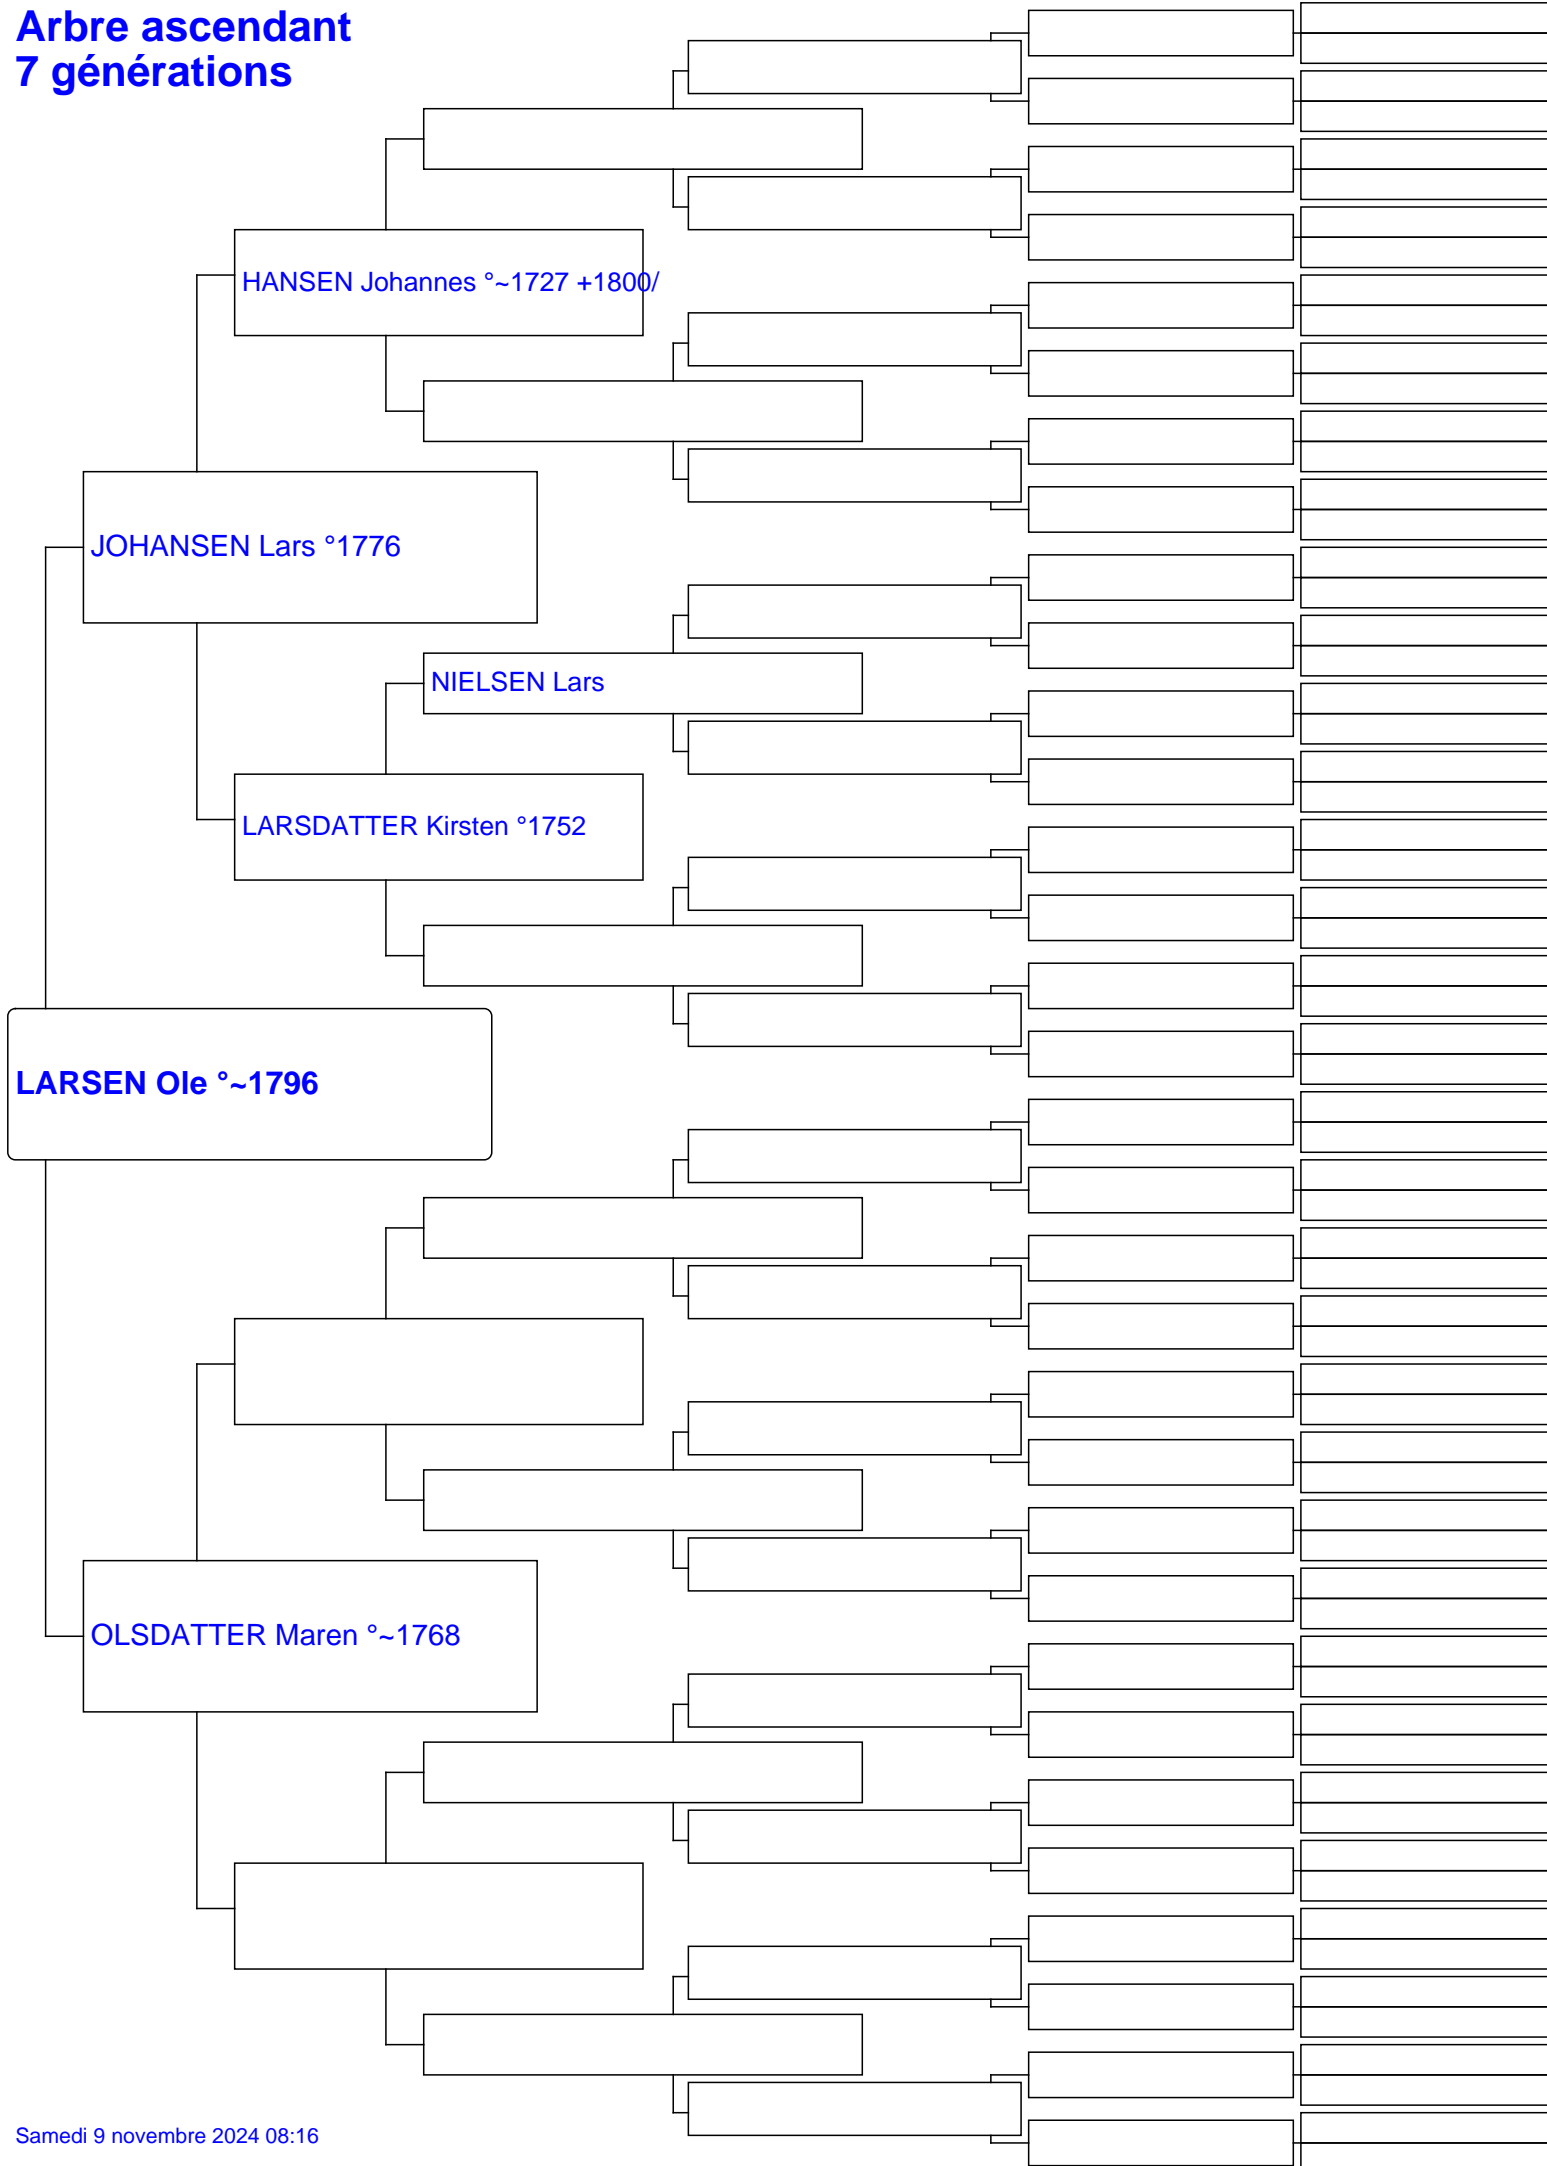 Arbre ascendant
7 générations
HANSEN Johannes °~1727 +1800/
JOHANSEN Lars °1776
NIELSEN Lars
LARSDATTER Kirsten °1752
LARSEN Ole °~1796
OLSDATTER Maren °~1768
Samedi 9 novembre 2024 08:16